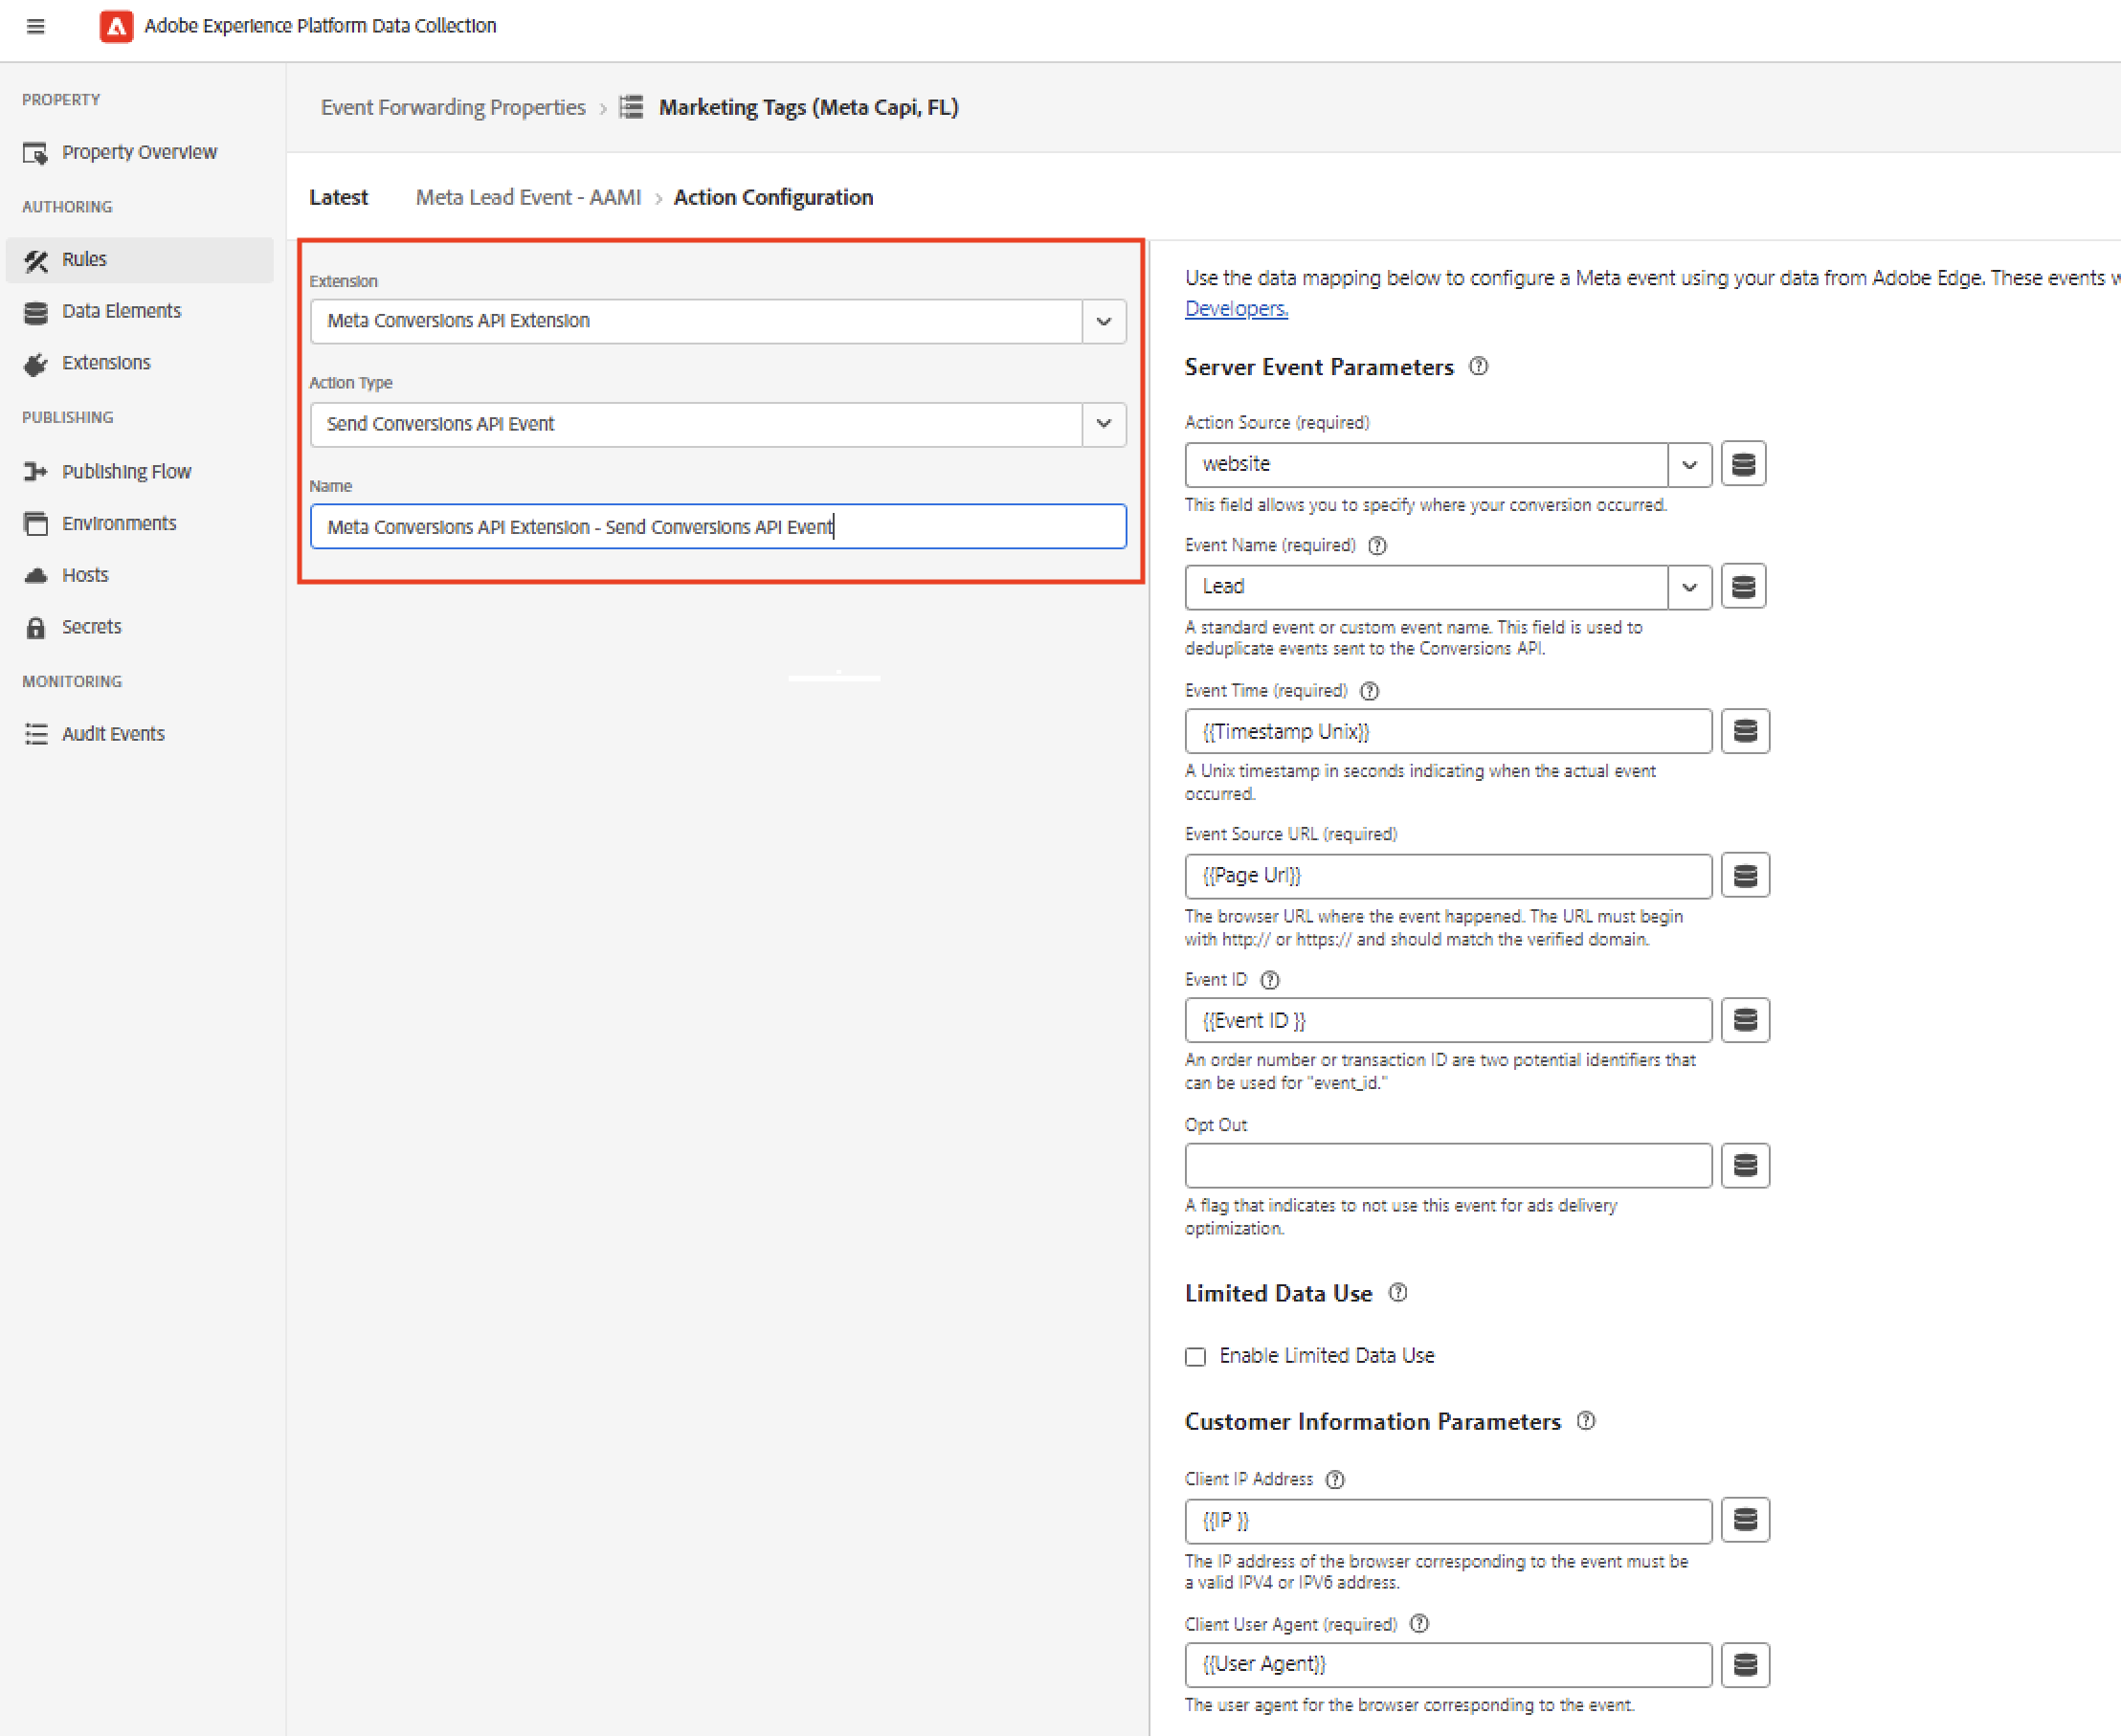 Adobe Experience Platform Data Collection
PROPERTY
Property Overview
AUTHORING
Rules
Data Elements
Extensions
PUBLISHING
Publishing Flow
Environments
Hosts
Secrets
MONITORING
Audit Events
Event Forwarding Properties > Marketing Tags (Meta Capi, FL)
Latest Meta Lead Event - AAMI > Action Configuration
Extension
Meta Conversions API Extension
Action Type
Send Conversions API Event
Name
Meta Conversions API Extension - Send Conversions API Event
Use the data mapping below to configure a Meta event using your data from Adobe Edge. These events
Developers.
Server Event Parameters
Action Source (required)
website
This field allows you to specify where your conversion occurred.
Event Name (required)
Lead
A standard event or custom event name. This field is used to
deduplicate events sent to the Conversions API.
Event Time (required)
{{Timestamp Unix}}
A Unix timestamp in seconds indicating when the actual event
occurred.
Event Source URL (required)
{{Page Url}}
The browser URL where the event happened. The URL must begin
with http:// or https:// and should match the verified domain.
Event ID
{{Event ID }}
An order number or transaction ID are two potential identifiers that
can be used for "event_id."
Opt Out
A flag that indicates to not use this event for ads delivery
optimization.
Limited Data Use
Enable Limited Data Use
Customer Information Parameters
Client IP Address
{{IP }}
The IP address of the browser corresponding to the event must be
a valid IPV4 or IPV6 address.
Client User Agent (required)
{{User Agent}}
The user agent for the browser corresponding to the event.